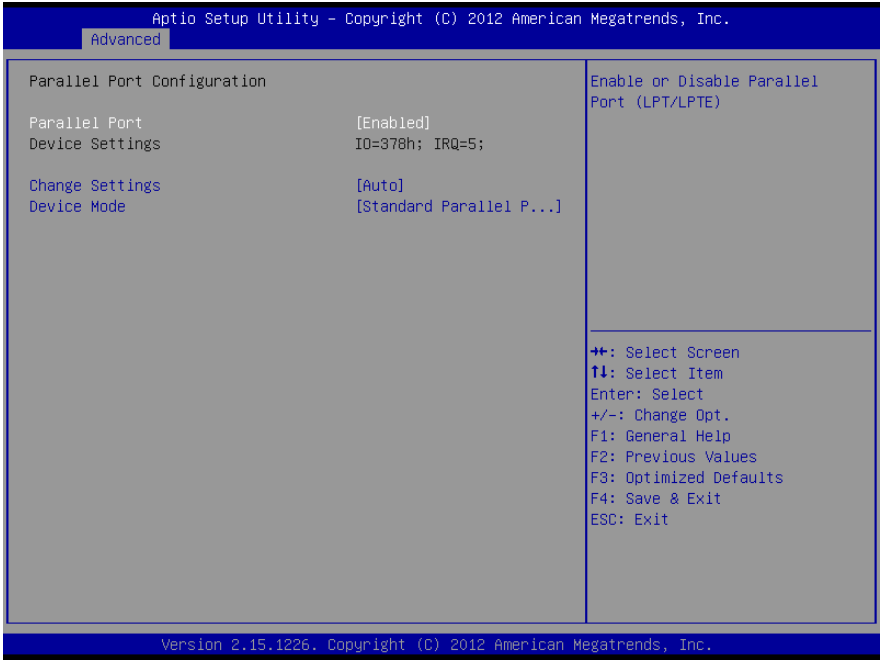 Aptio Setup Utility – Copyright (C) 2012 American Megatrends, Inc.
Advanced
Parallel Port Configuration
Parallel Port [Enabled]
Device Settings IO=378h; IRQ=5;
Change Settings [Auto]
Device Mode [Standard Parallel P...]
Enable or Disable Parallel
Port (LPT/LPTE)
→←: Select Screen
↑↓: Select Item
Enter: Select
+/-: Change Opt.
F1: General Help
F2: Previous Values
F3: Optimized Defaults
F4: Save & Exit
ESC: Exit
Version 2.15.1226. Copyright (C) 2012 American Megatrends, Inc.